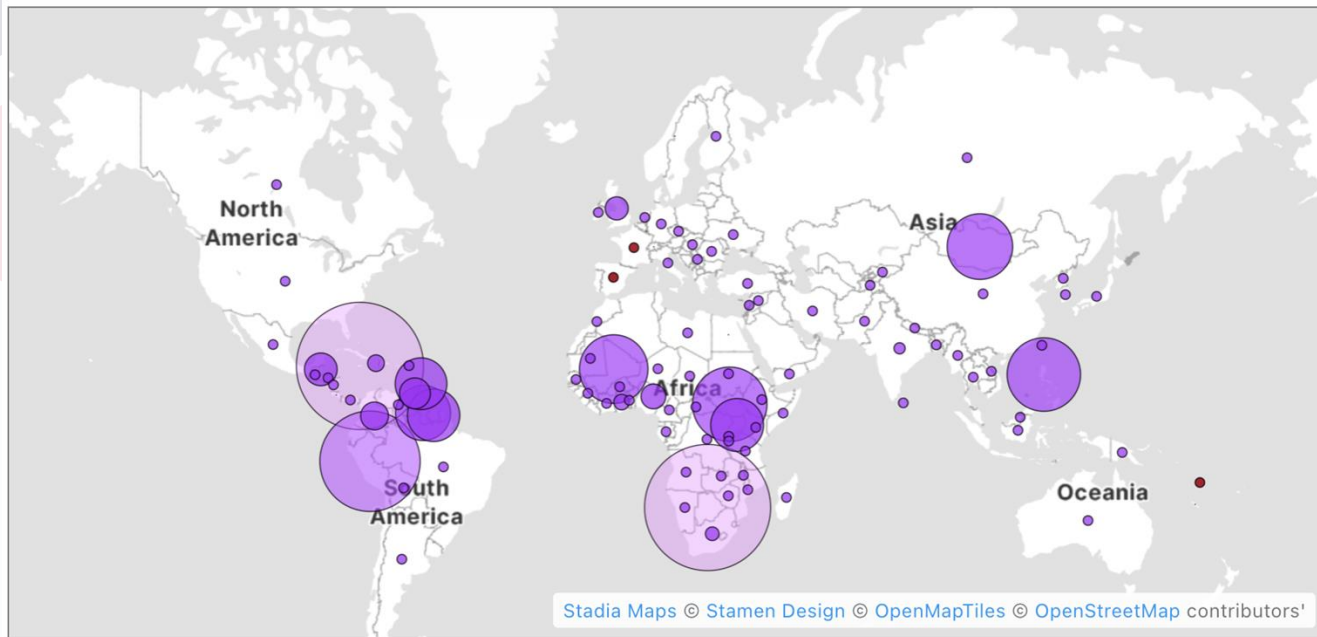 North
America
Asia
Africa
South
America
Oceania
Stadia Maps © Stamen Design © OpenMapTiles © OpenStreetMap contributors'